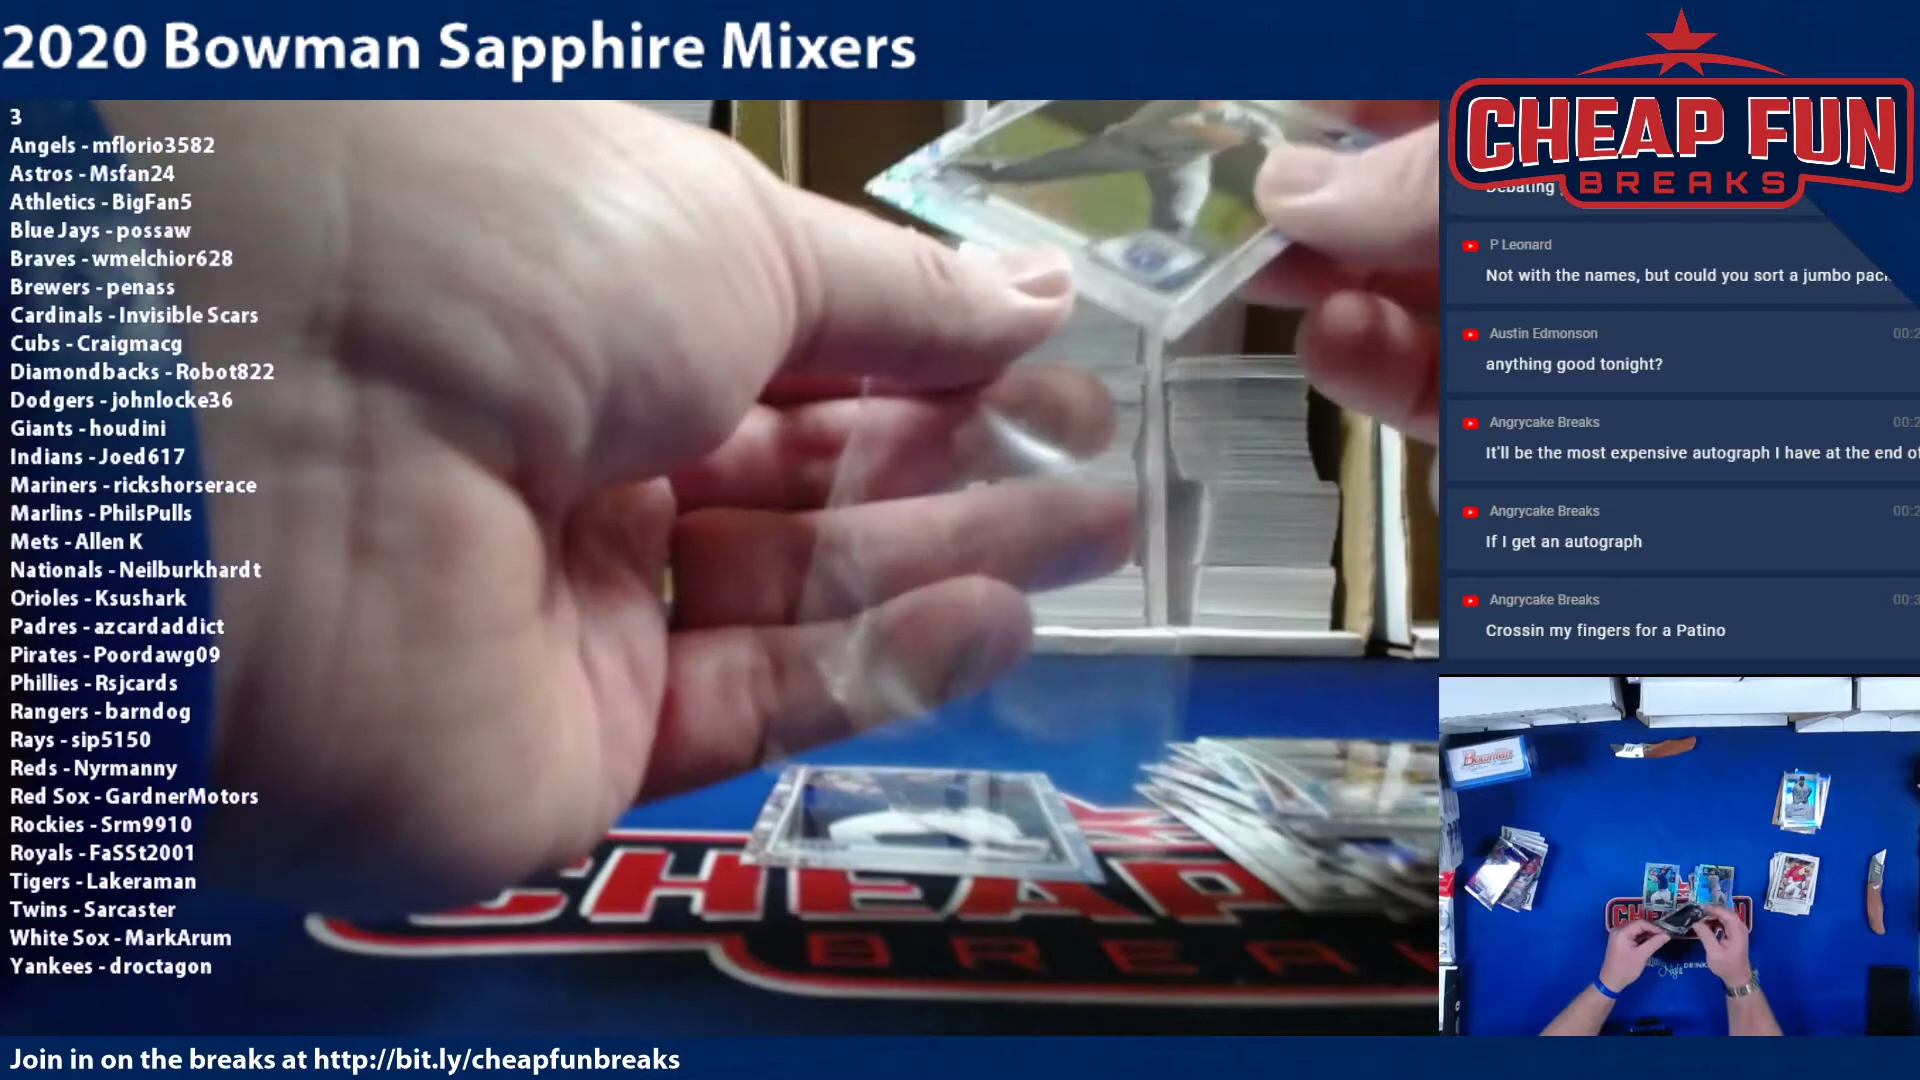 2020 Bowman Sapphire Mixers
3
Angels - mflorio3582
Astros - Msfan24
Athletics - BigFan5
Blue Jays - possaw
Braves - wmelchior628
Brewers - penass
Cardinals - Invisible Scars
Cubs - Craigmacg
Diamondbacks - Robot822
Dodgers - johnlocke36
Giants - houdini
Indians - Joed617
Mariners - rickshorserace
Marlins - PhilsPulls
Mets - Allen K
Nationals - Neilburkhardt
Orioles - Ksushark
Padres - azcardaddict
Pirates - Poordawg09
Phillies - Rsjcards
Rangers - barndog
Rays - sip5150
Reds - Nyrmanny
Red Sox - GardnerMotors
Rockies - Srm9910
Royals - FaSSt2001
Tigers - Lakeraman
Twins - Sarcaster
White Sox - MarkArum
Yankees - droctagon
CHEAP
BREA
CHEAP FUN
BREAKS
Debating
P Leonard
Not with the names, but could you sort a jumbo
Austin Edmonson
anything good tonight?
Angrycake Breaks
It'll be the most expensive autograph I have at the end
Angrycake Breaks
If I get an autograph
Angrycake Breaks
Crossin my fingers for a Patino
Bowman
Join in on the breaks at http://bit.ly/cheapfunbreaks